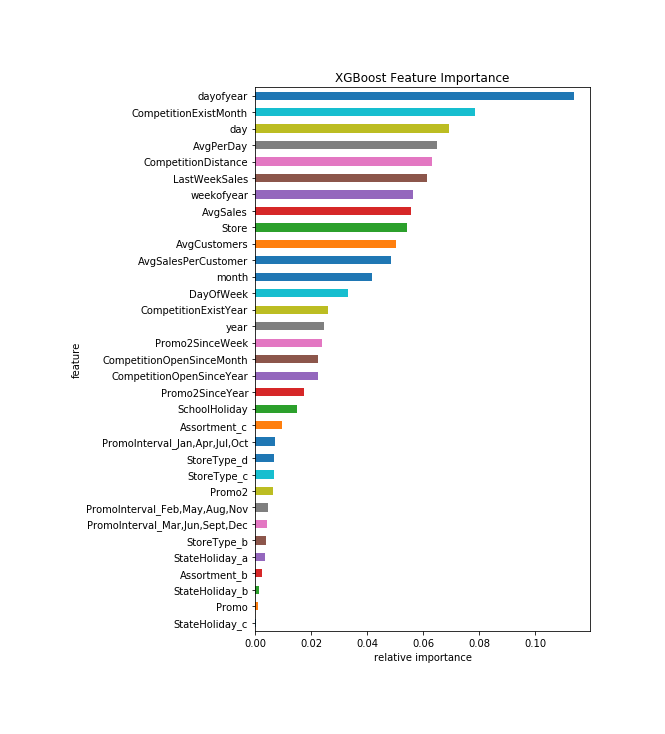 XGBoost Feature Importance
dayofyear
CompetitionExistMonth
day
AvgPerDay
CompetitionDistance
LastWeekSales
weekofyear
AvgSales
Store
AvgCustomers
AvgSalesPerCustomer
month
DayOfWeek
CompetitionExistYear
year
Promo2SinceWeek
CompetitionOpenSinceMonth
CompetitionOpenSinceYear
Promo2SinceYear
SchoolHoliday
Assortment_c
PromoInterval_Jan,Apr,Jul,Oct
StoreType_d
StoreType_c
Promo2
PromoInterval_Feb,May,Aug,Nov
PromoInterval_Mar,Jun,Sept,Dec
StoreType_b
StateHoliday_a
Assortment_b
StateHoliday_b
Promo
StateHoliday_c
feature
0.00 0.02 0.04 0.06 0.08 0.10
relative importance